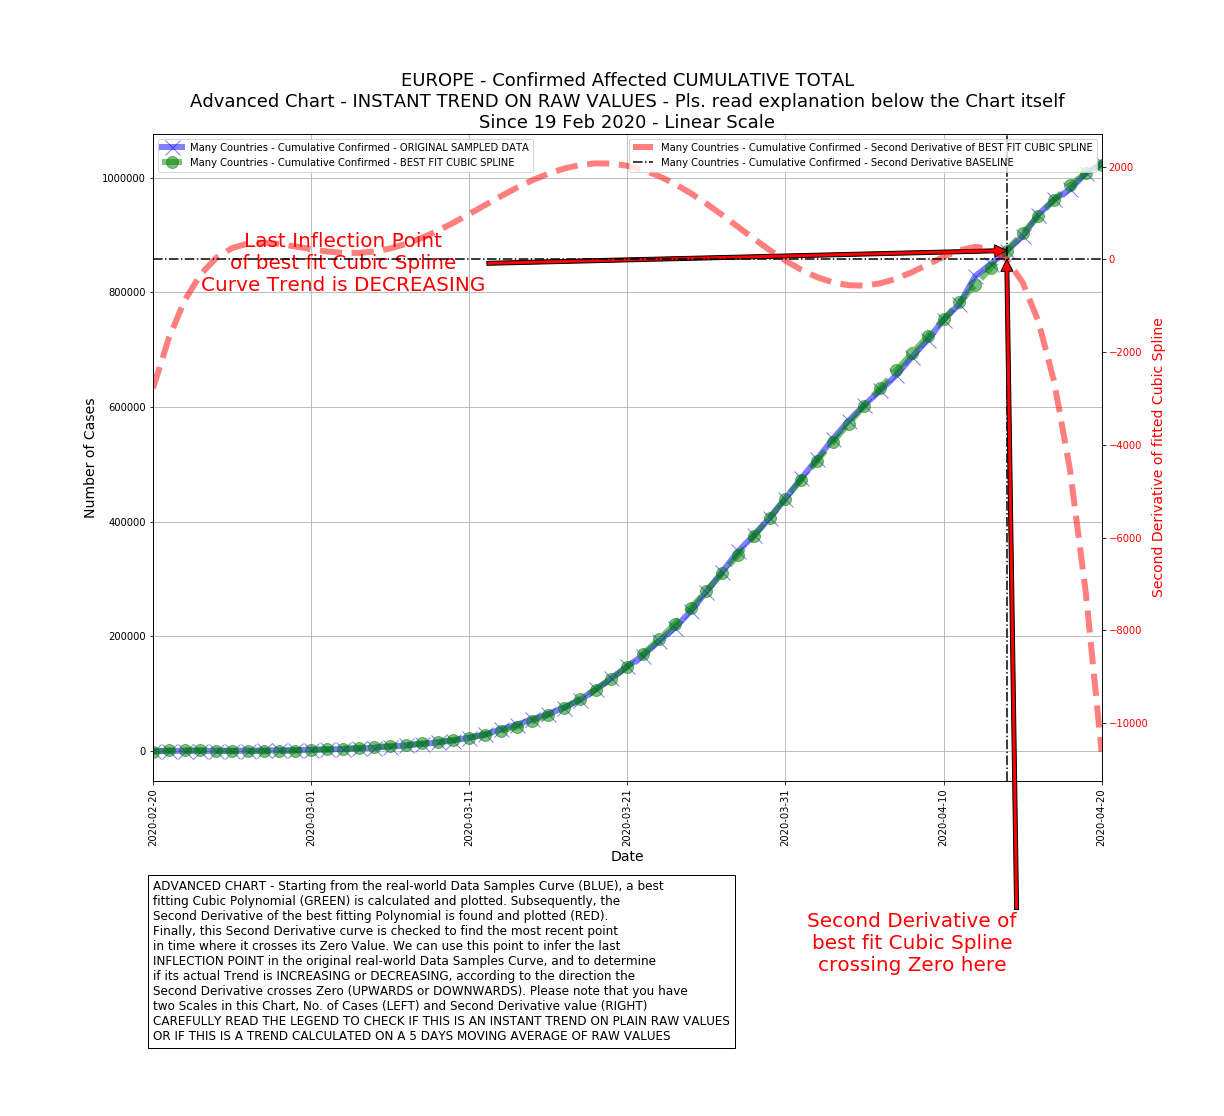 EUROPE - Confirmed Affected CUMULATIVE TOTAL
Advanced Chart - INSTANT TREND ON RAW VALUES - Pls. read explanation below the Chart itself
Since 19 Feb 2020 - Linear Scale
Many Countries - Cumulative Confirmed - ORIGINAL SAMPLED DATA
Many Countries - Cumulative Confirmed - BEST FIT CUBIC SPLINE
Many Countries - Cumulative Confirmed - Second Derivative of BEST FIT CUBIC SPLINE
Many Countries - Cumulative Confirmed - Second Derivative BASELINE
Last Inflection Point
of best fit Cubic Spline
Curve Trend is DECREASING
Number of Cases
1000000
800000
600000
400000
200000
0
2000
0
−2000
−4000
−6000
−8000
−10000
Second Derivative of fitted Cubic Spline
2020-02-20
2020-03-01
2020-03-11
2020-03-21
2020-03-31
2020-04-10
2020-04-20
Date
Second Derivative of
best fit Cubic Spline
crossing Zero here
ADVANCED CHART - Starting from the real-world Data Samples Curve (BLUE), a best
fitting Cubic Polynomial (GREEN) is calculated and plotted. Subsequently, the
Second Derivative of the best fitting Polynomial is found and plotted (RED).
Finally, this Second Derivative curve is checked to find the most recent point
in time where it crosses its Zero Value. We can use this point to infer the last
INFLECTION POINT in the original real-world Data Samples Curve, and to determine
if its actual Trend is INCREASING or DECREASING, according to the direction the
Second Derivative crosses Zero (UPWARDS or DOWNWARDS). Please note that you have
two Scales in this Chart, No. of Cases (LEFT) and Second Derivative value (RIGHT)
CAREFULLY READ THE LEGEND TO CHECK IF THIS IS AN INSTANT TREND ON PLAIN RAW VALUES
OR IF THIS IS A TREND CALCULATED ON A 5 DAYS MOVING AVERAGE OF RAW VALUES